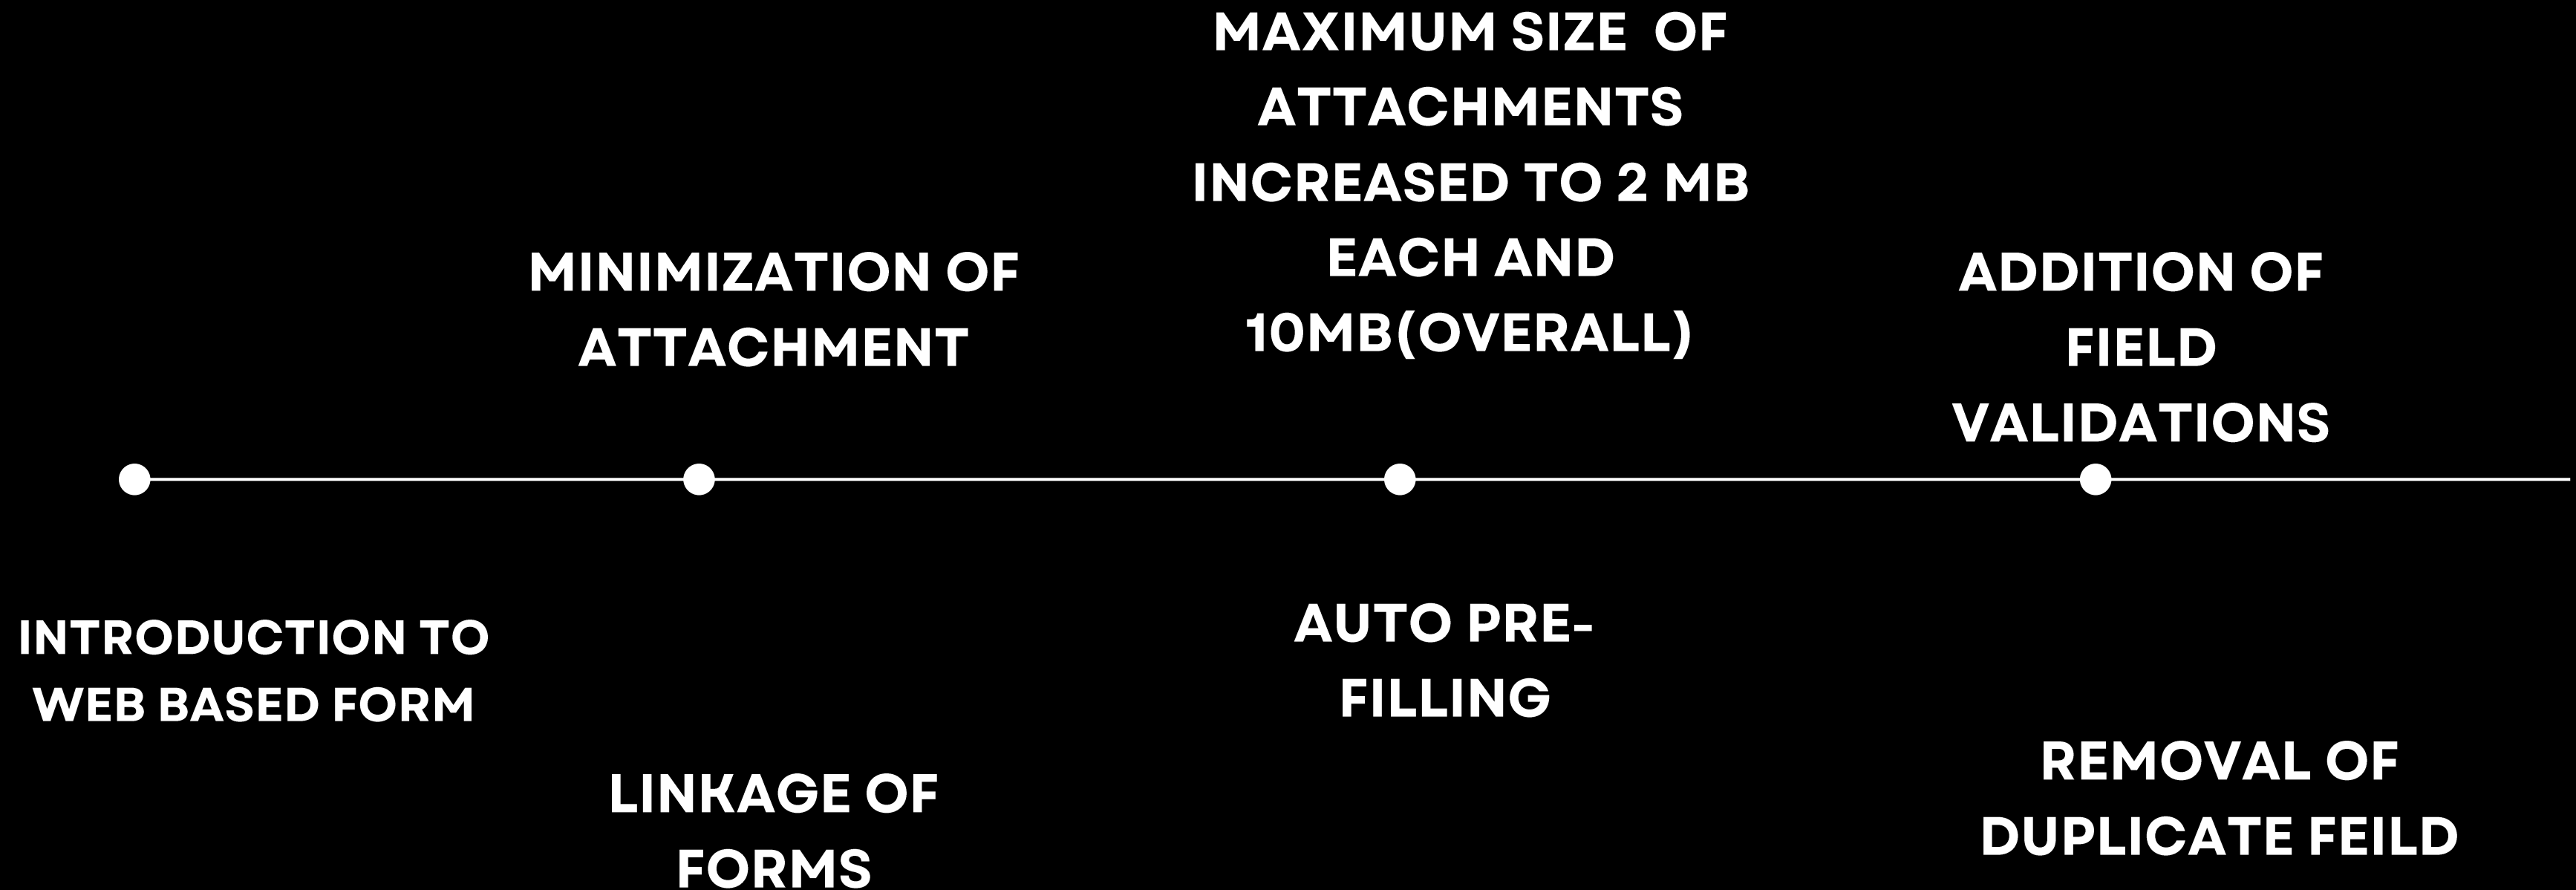 MAXIMUM SIZE OF
ATTACHMENTS
INCREASED TO 2 MB
EACH AND
10MB(OVERALL)
MINIMIZATION OF
ATTACHMENT
ADDITION OF
FIELD
VALIDATIONS
INTRODUCTION TO
WEB BASED FORM
LINKAGE OF
FORMS
AUTO PRE-
FILLING
REMOVAL OF
DUPLICATE FEILD